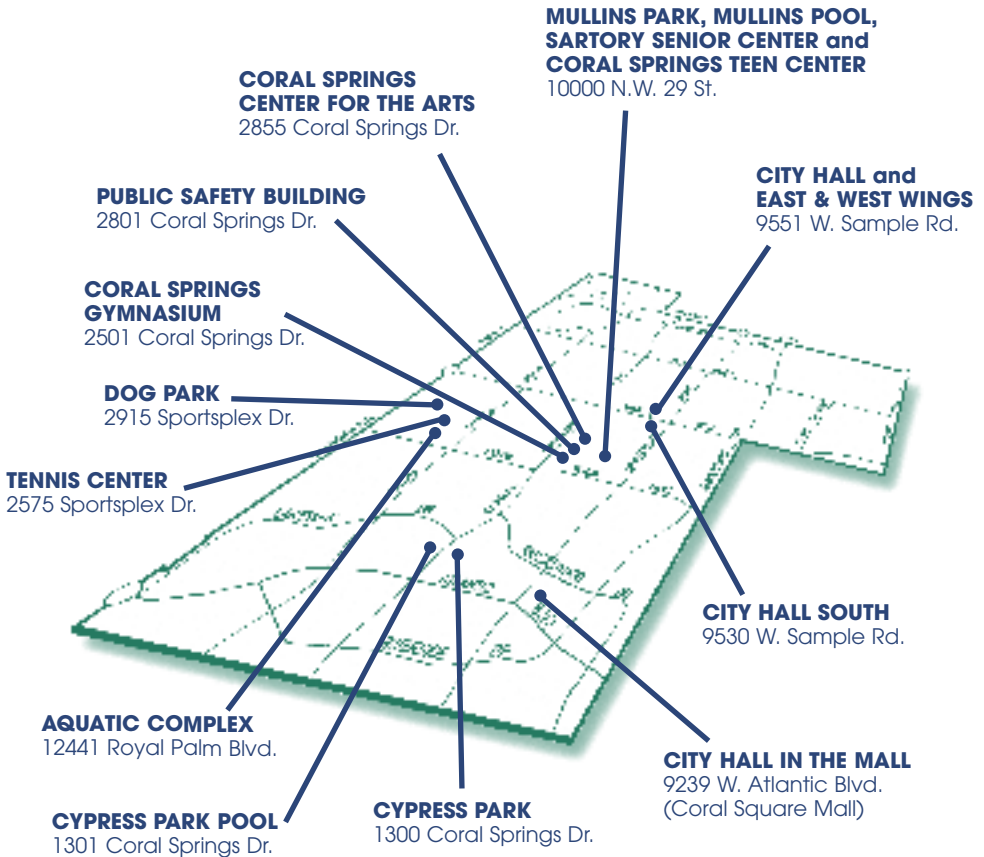 MULLINS PARK, MULLINS POOL,
SARTORY SENIOR CENTER and
CORAL SPRINGS TEEN CENTER
10000 N.W. 29 St.
CORAL SPRINGS
CENTER FOR THE ARTS
2855 Coral Springs Dr.
CITY HALL and
EAST & WEST WINGS
9551 W. Sample Rd.
PUBLIC SAFETY BUILDING
2801 Coral Springs Dr.
CORAL SPRINGS
GYMNASIUM
2501 Coral Springs Dr.
DOG PARK
2915 Sportsplex Dr.
TENNIS CENTER
2575 Sportsplex Dr.
CITY HALL SOUTH
9530 W. Sample Rd.
AQUATIC COMPLEX
12441 Royal Palm Blvd.
CITY HALL IN THE MALL
9239 W. Atlantic Blvd.
(Coral Square Mall)
CYPRESS PARK
1300 Coral Springs Dr.
CYPRESS PARK POOL
1301 Coral Springs Dr.